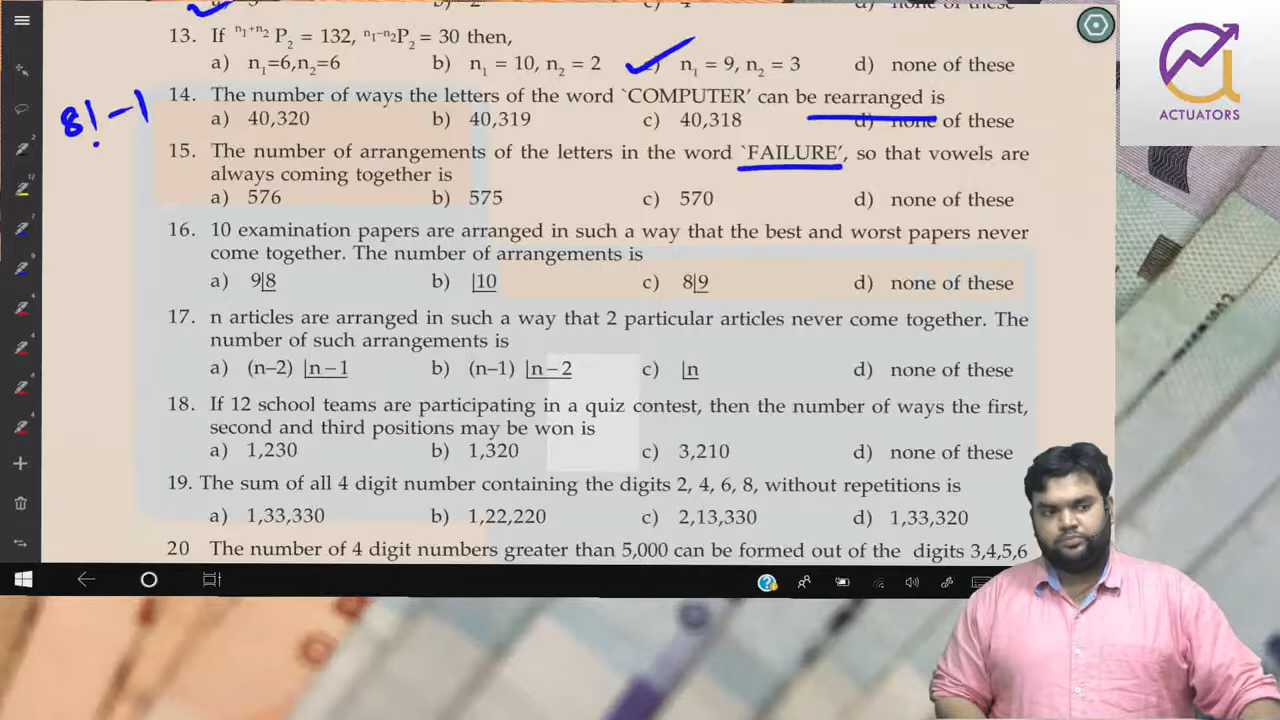 13. If n₁+n₂ P₂ = 132, n₁–n₂P₂ = 30 then,
a) n₁=6,n₂=6 b) n₁ = 10, n₂ = 2 n₁ = 9, n₂ = 3 d) none of these
14. The number of ways the letters of the word `COMPUTER' can be rearranged is
8! - 1
a) 40,320 b) 40,319 c) 40,318 d) none of these
15. The number of arrangements of the letters in the word `FAILURE', so that vowels are
always coming together is
a) 576 b) 575 c) 570 d) none of these
16. 10 examination papers are arranged in such a way that the best and worst papers never
come together. The number of arrangements is
a) 9|8 b) |10 c) 8|9 d) none of these
17. n articles are arranged in such a way that 2 particular articles never come together. The
number of such arrangements is
a) (n–2) |n – 1 b) (n–1) |n – 2 c) |n d) none of these
18. If 12 school teams are participating in a quiz contest, then the number of ways the first,
second and third positions may be won is
a) 1,230 b) 1,320 c) 3,210 d) none of these
19. The sum of all 4 digit number containing the digits 2, 4, 6, 8, without repetitions is
a) 1,33,330 b) 1,22,220 c) 2,13,330 d) 1,33,320
20 The number of 4 digit numbers greater than 5,000 can be formed out of the digits 3,4,5,6
ACTUATORS